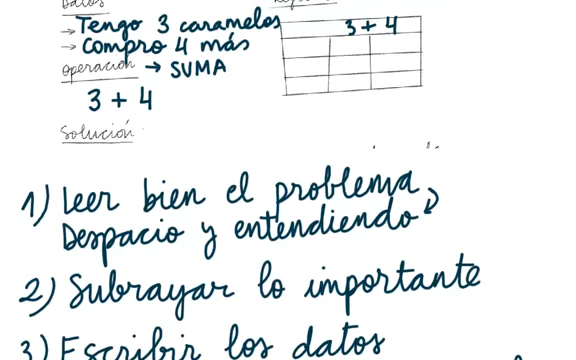 Datos
→ Tengo 3 caramelos
→ Compro 4 más
Operación → SUMA
3 + 4
3 + 4
Solución
1) Leer bien el problema
Despacio y entendiendo
2) Subrayar lo importante
3) Escribir los datos